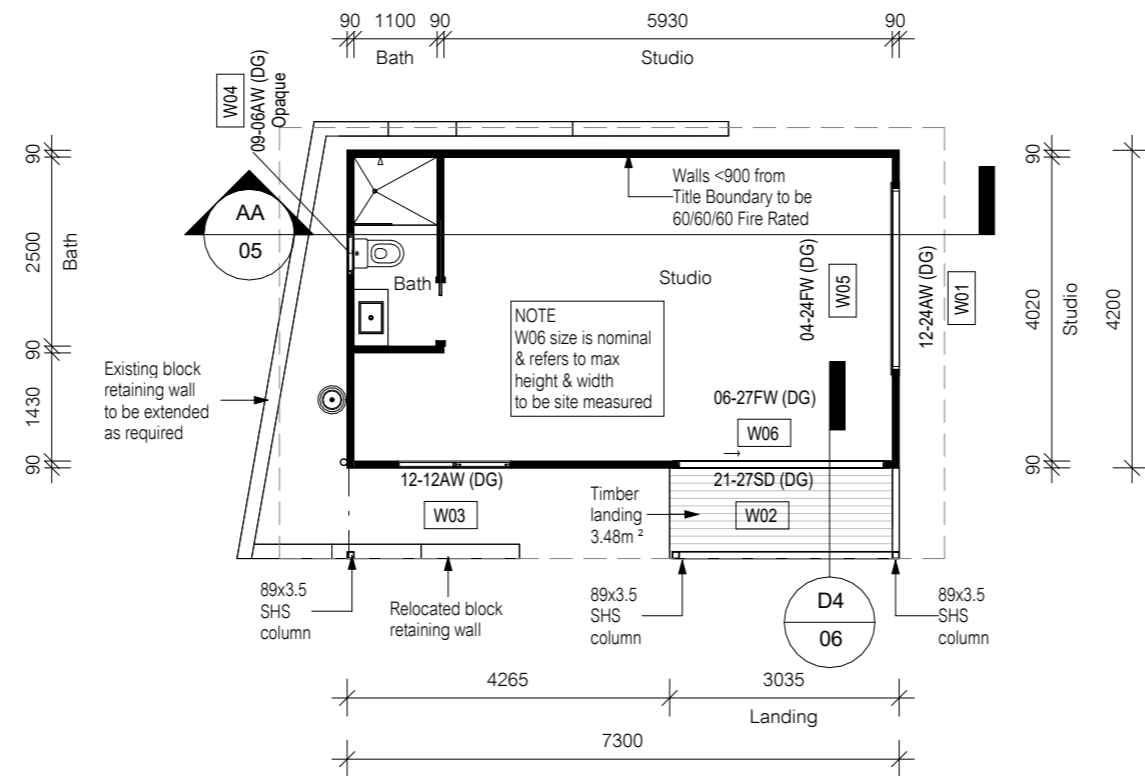 90 1100 90 5930 90
Bath Studio
W04
09-06AW (DG)
Opaque
90
2500
Bath
90
1430
90
AA
05
Walls <900 from
Title Boundary to be
60/60/60 Fire Rated
Bath
Studio
NOTE
W06 size is nominal
& refers to max
height & width
to be site measured
04-24FW (DG)
W05
12-24AW (DG)
W01
90
4020
Studio
90
4200
Existing block
retaining wall
to be extended
as required
06-27FW (DG)
W06
12-12AW (DG)
W03
21-27SD (DG)
W02
Timber
landing
3.48m ²
89x3.5
SHS
column
Relocated block
retaining wall
89x3.5
SHS
column
D4
06
89x3.5
SHS
column
4265 3035
Landing
7300